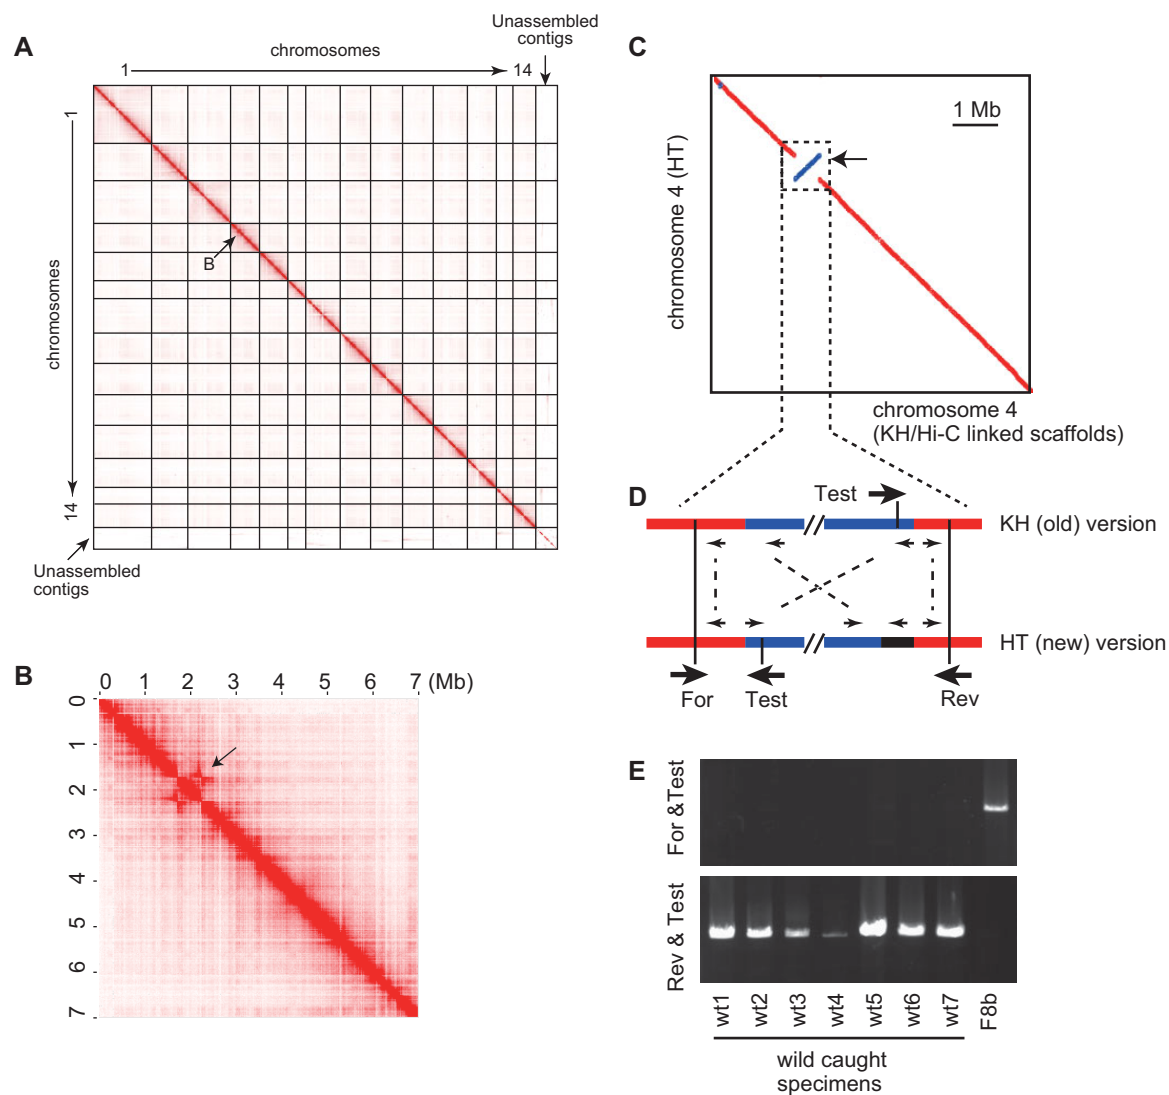 A
chromosomes
1
14
Unassembled
contigs
1
chromosomes
14
B
Unassembled
contigs
B
0 1 2 3 4 5 6 7 (Mb)
0
1
2
3
4
5
6
7
C
1 Mb
chromosome 4 (HT)
chromosome 4
(KH/Hi-C linked scaffolds)
D
Test
KH (old) version
HT (new) version
For
Test
Rev
E
For &Test
Rev & Test
wt1
wt2
wt3
wt4
wt5
wt6
wt7
F8b
wild caught
specimens